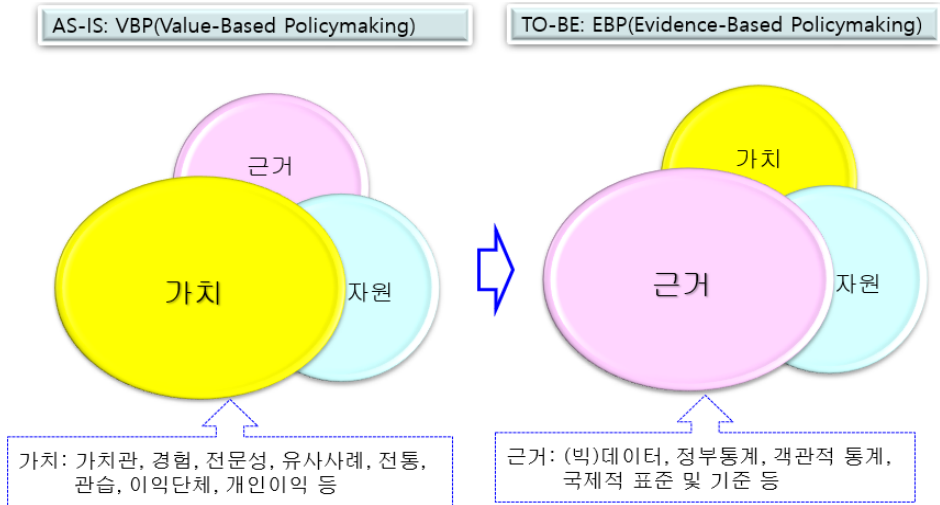 AS-IS: VBP(Value-Based Policymaking)
근거
가치
자원
가치: 가치관, 경험, 전문성, 유사사례, 전통,
관습, 이익단체, 개인이익 등
TO-BE: EBP(Evidence-Based Policymaking)
가치
근거
자원
근거: (빅)데이터, 정부통계, 객관적 통계,
국제적 표준 및 기준 등